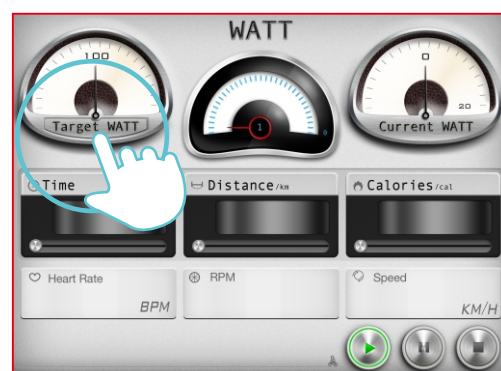 WATT
100
Target WATT
1
0
0
20
Current WATT
Time
Distance/km
Calories/cal
Heart Rate
BPM
RPM
Speed
KM/H